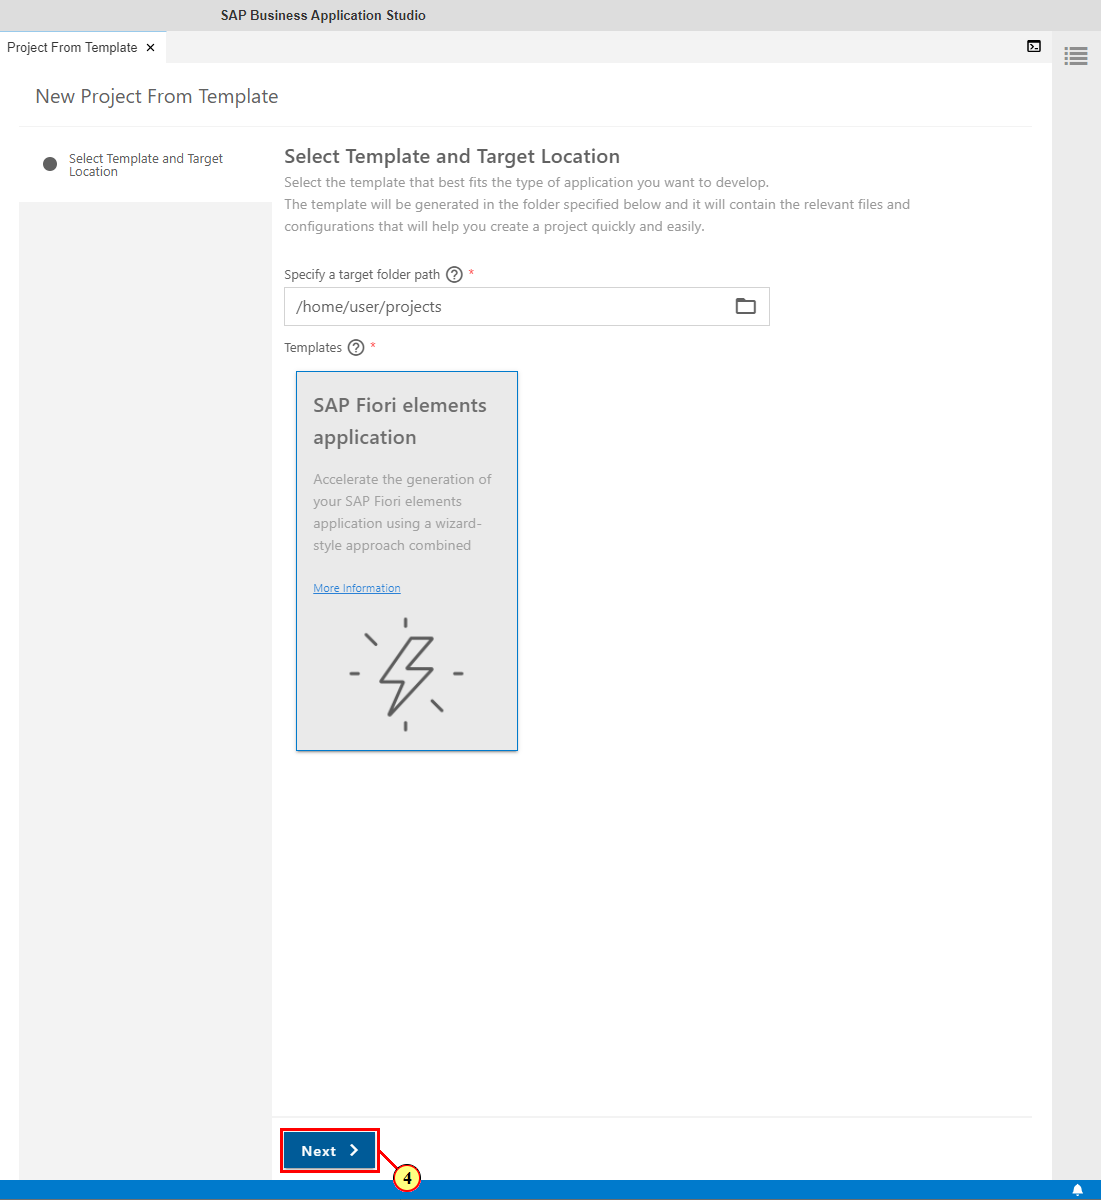 SAP Business Application Studio
Project From Template
New Project From Template
Select Template and Target
Location
Select Template and Target Location
Select the template that best fits the type of application you want to develop.
The template will be generated in the folder specified below and it will contain the relevant files and
configurations that will help you create a project quickly and easily.
Specify a target folder path ? *
/home/user/projects
Templates ? *
SAP Fiori elements
application
Accelerate the generation of
your SAP Fiori elements
application using a wizard-
style approach combined
More Information
Next
4